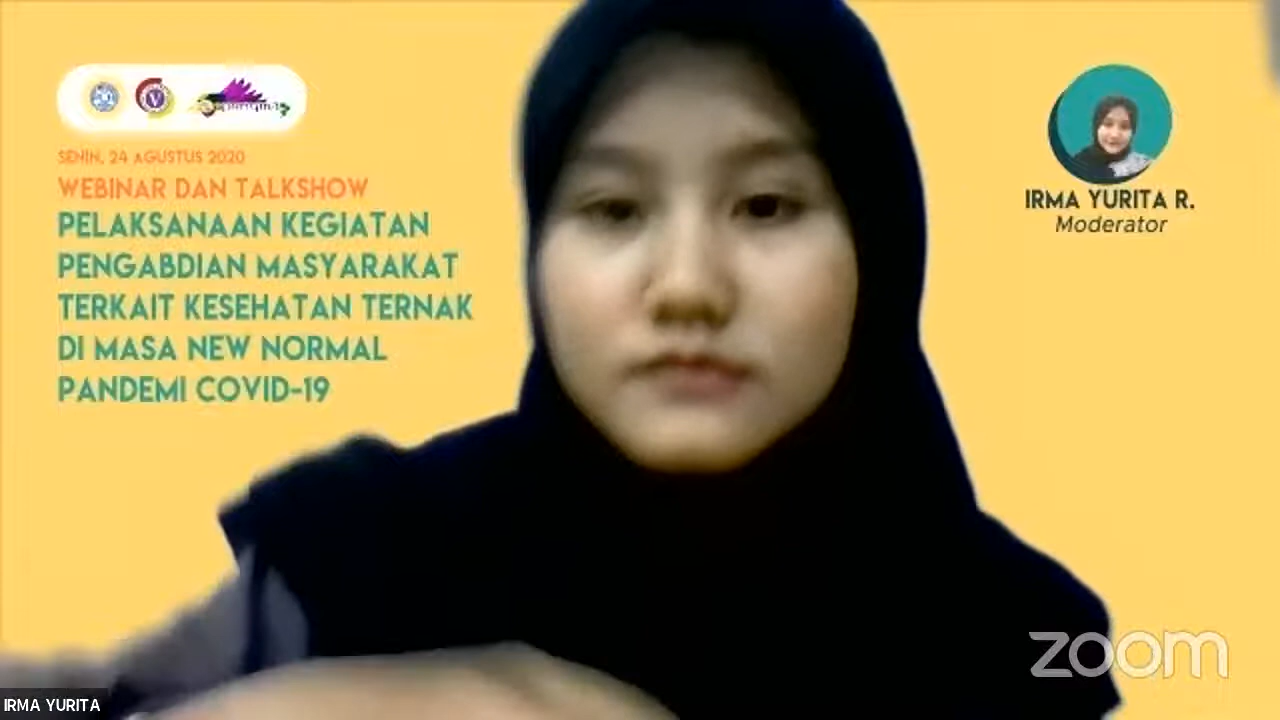 SENIN, 24 AGUSTUS 2020
WEBINAR DAN TALKSHOW
PELAKSANAAN KEGIATAN
PENGABDIAN MASYARAKAT
TERKAIT KESEHATAN TERNAK
DI MASA NEW NORMAL
PANDEMI COVID-19
IRMA YURITA R.
Moderator
zoom
IRMA YURITA